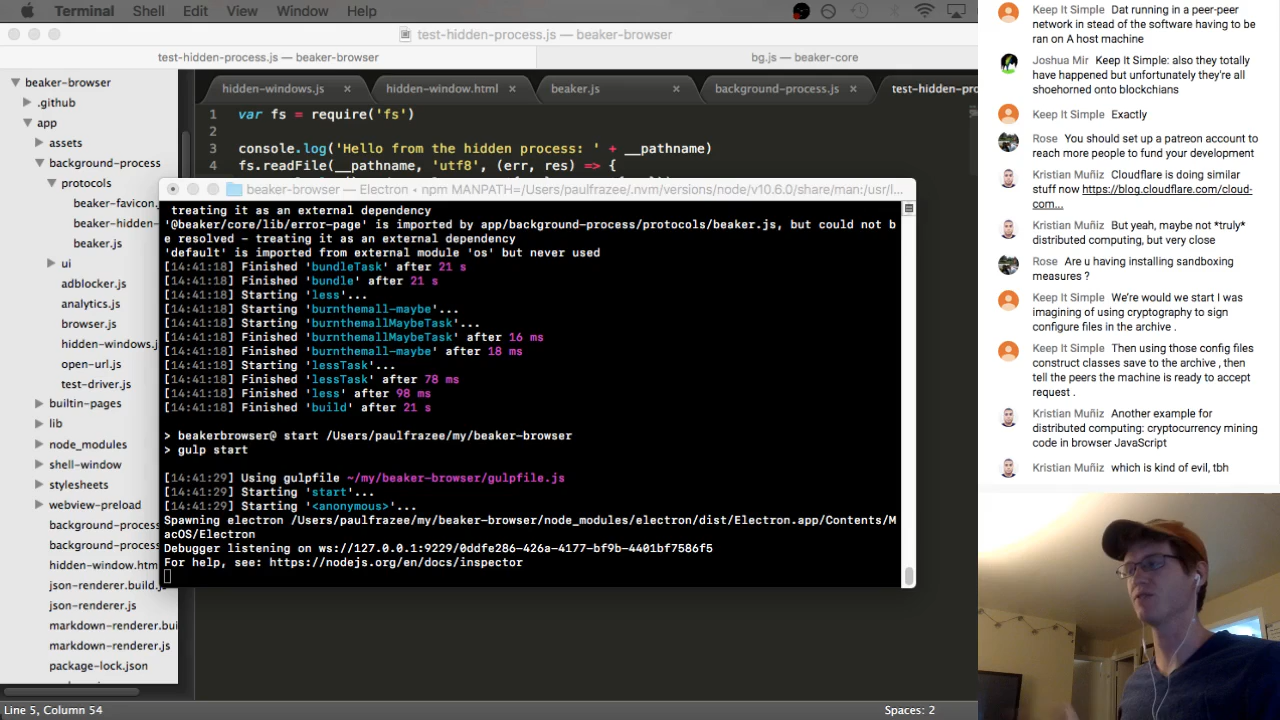 Terminal Shell Edit View Window Help
test-hidden-process.js — beaker-browser
test-hidden-process.js — beaker-browser
bg.js — beaker-core
beaker-browser
.github
app
assets
background-process
protocols
beaker-favicon.
beaker-hidden-
beaker.js
ui
adblocker.js
analytics.js
browser.js
hidden-windows.j
open-url.js
test-driver.js
builtin-pages
lib
node_modules
shell-window
stylesheets
webview-preload
background-proces
background-proces
hidden-window.htm
json-renderer.build.j
json-renderer.js
markdown-renderer.bui
markdown-renderer.js
package-lock.json
hidden-windows.js × hidden-window.html × beaker.js × background-process.js × test-hidden-pro
1 var fs = require('fs')
2
3 console.log('Hello from the hidden process: ' + __pathname)
4 fs.readFile(__pathname, 'utf8', (err, res) => {
beaker-browser — Electron • npm MANPATH=/Users/paulfrazee/.nvm/versions/node/v10.6.0/share/man:/usr/l...
treating it as an external dependency
'@beaker/core/lib/error-page' is imported by app/background-process/protocols/beaker.js, but could not b
e resolved – treating it as an external dependency
'default' is imported from external module 'os' but never used
[14:41:18] Finished 'bundleTask' after 21 s
[14:41:18] Finished 'bundle' after 21 s
[14:41:18] Starting 'less'...
[14:41:18] Starting 'burnthemall-maybe'...
[14:41:18] Starting 'burnthemallMaybeTask'...
[14:41:18] Finished 'burnthemallMaybeTask' after 16 ms
[14:41:18] Finished 'burnthemall-maybe' after 18 ms
[14:41:18] Starting 'lessTask'...
[14:41:18] Finished 'lessTask' after 78 ms
[14:41:18] Finished 'less' after 98 ms
[14:41:18] Finished 'build' after 21 s
> beakerbrowser@ start /Users/paulfrazee/my/beaker-browser
> gulp start
[14:41:29] Using gulpfile ~/my/beaker-browser/gulpfile.js
[14:41:29] Starting 'start'...
[14:41:29] Starting '<anonymous>'...
Spawning electron /Users/paulfrazee/my/beaker-browser/node_modules/electron/dist/Electron.app/Contents/M
acOS/Electron
Debugger listening on ws://127.0.0.1:9229/0ddfe286-426a-4177-bf9b-4401bf7586f5
For help, see: https://nodejs.org/en/docs/inspector
Line 5, Column 54
Spaces: 2
Keep It Simple Dat running in a peer-peer
network in stead of the software having to be
ran on A host machine
Joshua Mir Keep It Simple: also they totally
have happened but unfortunately they're all
shoehorned onto blockchians
Keep It Simple Exactly
Rose You should set up a patreon account to
reach more people to fund your development
Kristian Muñiz Cloudflare is doing similar
stuff now https://blog.cloudflare.com/cloud-
com...
Kristian Muñiz But yeah, maybe not *truly*
distributed computing, but very close
Rose Are u having installing sandboxing
measures ?
Keep It Simple We're would we start I was
imagining of using cryptography to sign
configure files in the archive .
Keep It Simple Then using those config files
construct classes save to the archive , then
tell the peers the machine is ready to accept
request .
Kristian Muñiz Another example for
distributed computing: cryptocurrency mining
code in browser JavaScript
Kristian Muñiz which is kind of evil, tbh